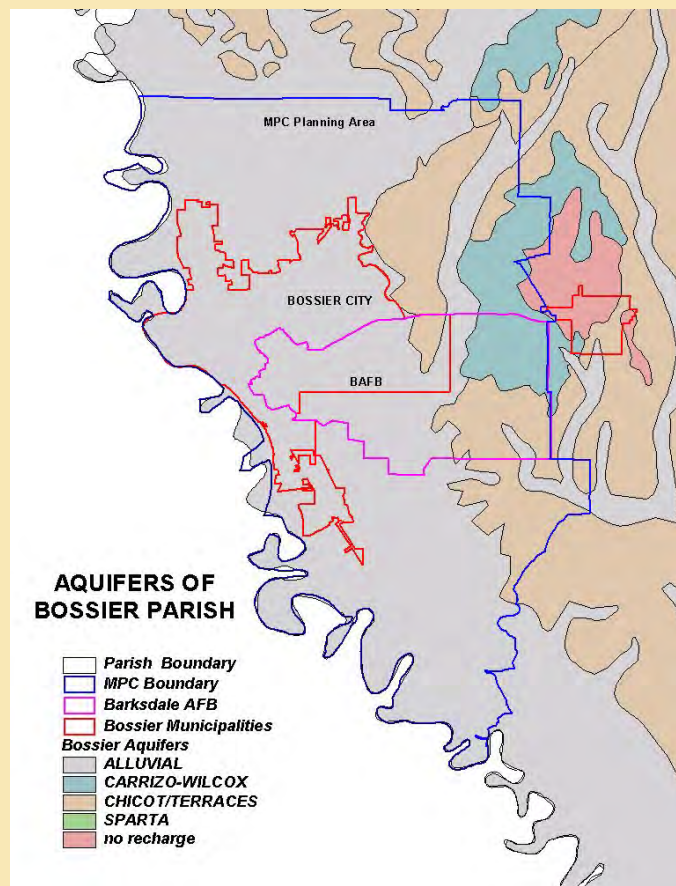 MPC Planning Area
BOSSIER CITY
BAFB
AQUIFERS OF
BOSSIER PARISH
Parish Boundary
MPC Boundary
Barksdale AFB
Bossier Municipalities
Bossier Aquifers
ALLUVIAL
CARRIZO-WILCOX
CHICOT/TERRACES
SPARTA
no recharge